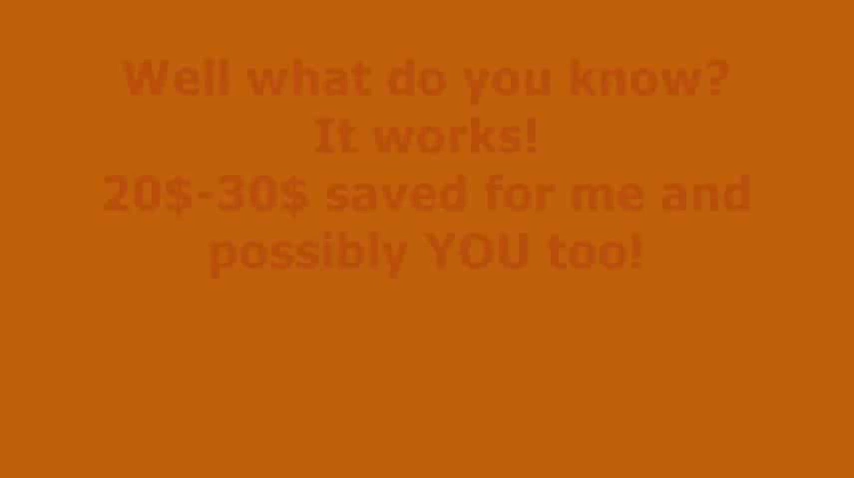 Well what do you know?
It works!
20$-30$ saved for me and
possibly YOU too!